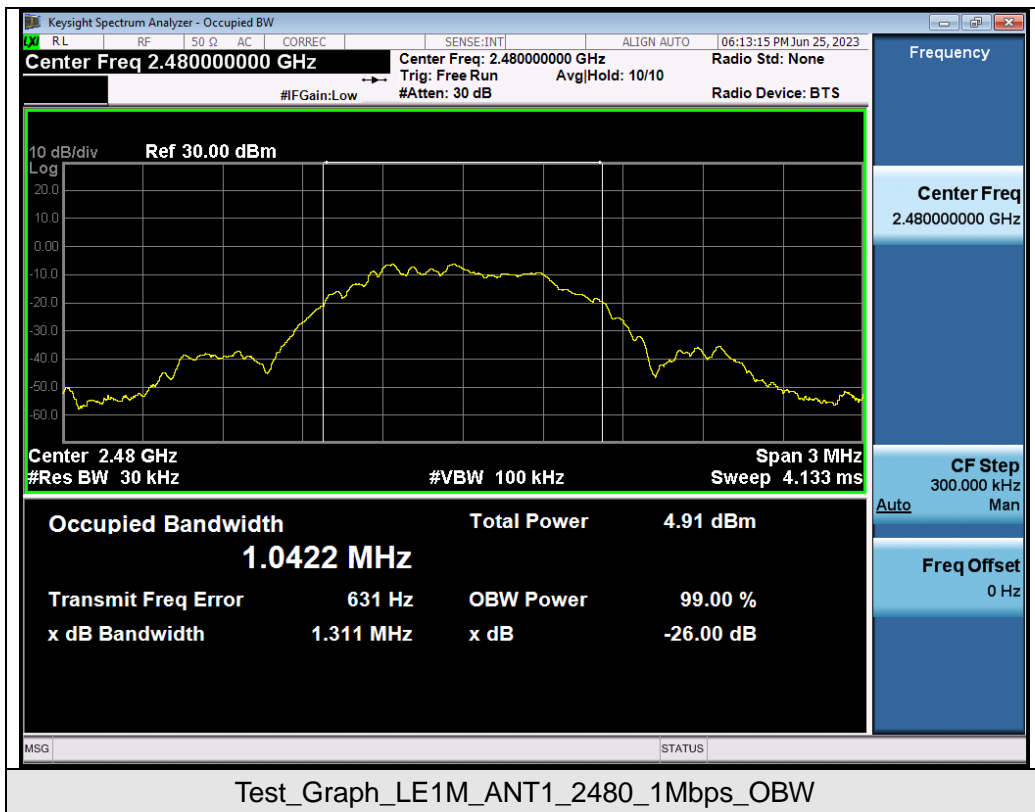 Keysight Spectrum Analyzer - Occupied BW
LXI RL RF 50 Ω AC CORREC SENSE:INT ALIGN AUTO 06:13:15 PM Jun 25, 2023
Center Freq 2.480000000 GHz
#IFGain:Low
Center Freq: 2.480000000 GHz
Trig: Free Run Avg|Hold: 10/10
#Atten: 30 dB
Radio Std: None
Radio Device: BTS
10 dB/div Ref 30.00 dBm
Log
20.0
10.0
0.00
-10.0
-20.0
-30.0
-40.0
-50.0
-60.0
Center 2.48 GHz Span 3 MHz
#Res BW 30 kHz #VBW 100 kHz Sweep 4.133 ms
Occupied Bandwidth Total Power 4.91 dBm
1.0422 MHz
Transmit Freq Error 631 Hz OBW Power 99.00 %
x dB Bandwidth 1.311 MHz x dB -26.00 dB
Frequency
Center Freq
2.480000000 GHz
CF Step
300.000 kHz
Auto Man
Freq Offset
0 Hz
MSG STATUS
Test_Graph_LE1M_ANT1_2480_1Mbps_OBW